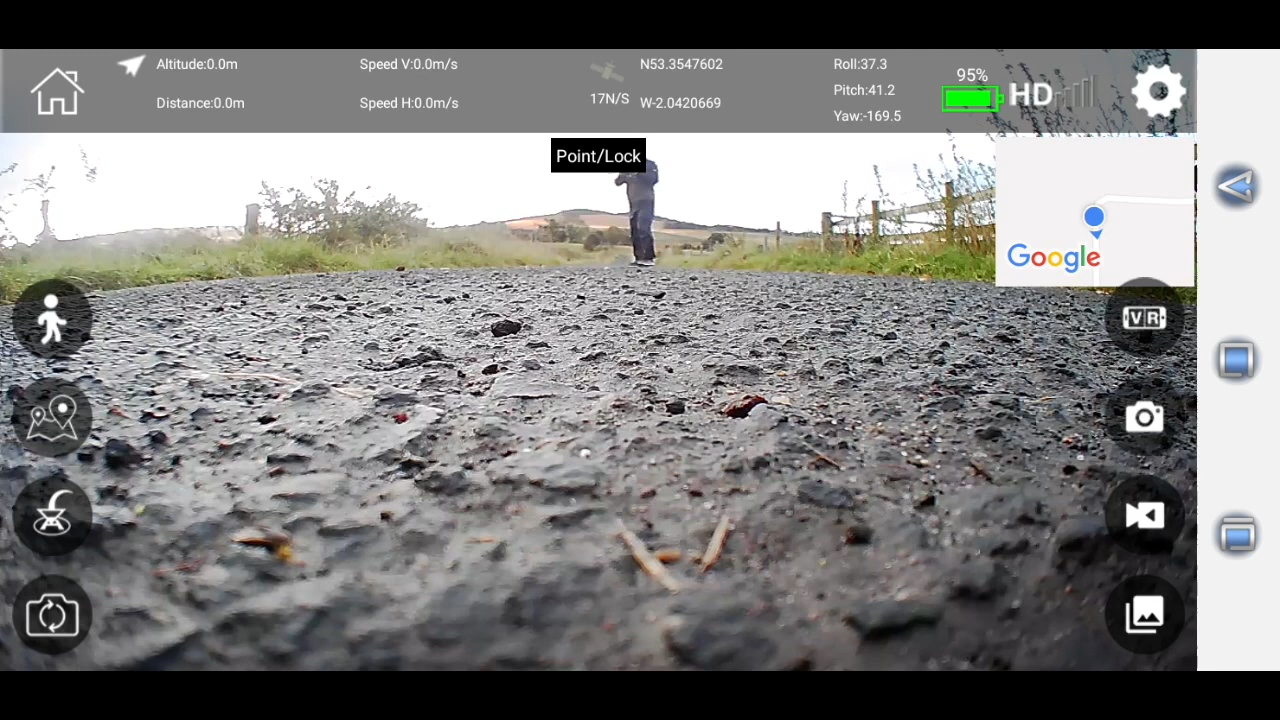 Altitude:0.0m
Speed V:0.0m/s
N53.3547602
Roll:37.3
95%
HD
Distance:0.0m
Speed H:0.0m/s
17N/S
W-2.0420669
Pitch:41.2
Yaw:-169.5
Point/Lock
Google
VR